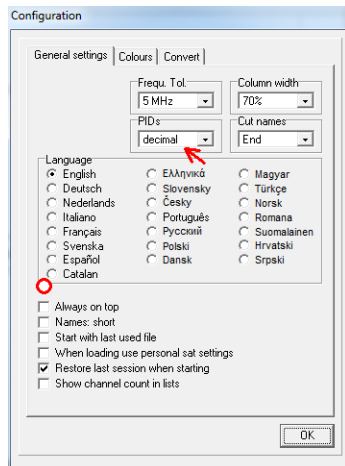 Configuration
General settings Colours Convert
Frequ. Tol. Column width
5 MHz 70%
PIDs Cut names
decimal End
Language
English Ελληνικά Magyar
Deutsch Slovensky Türkçe
Nederlands Česky Norsk
Italiano Português Romana
Français Русский Suomalainen
Svenska Polski Hrvatski
Español Dansk Srpski
Catalan
Always on top
Names: short
Start with last used file
When loading use personal sat settings
Restore last session when starting
Show channel count in lists
OK